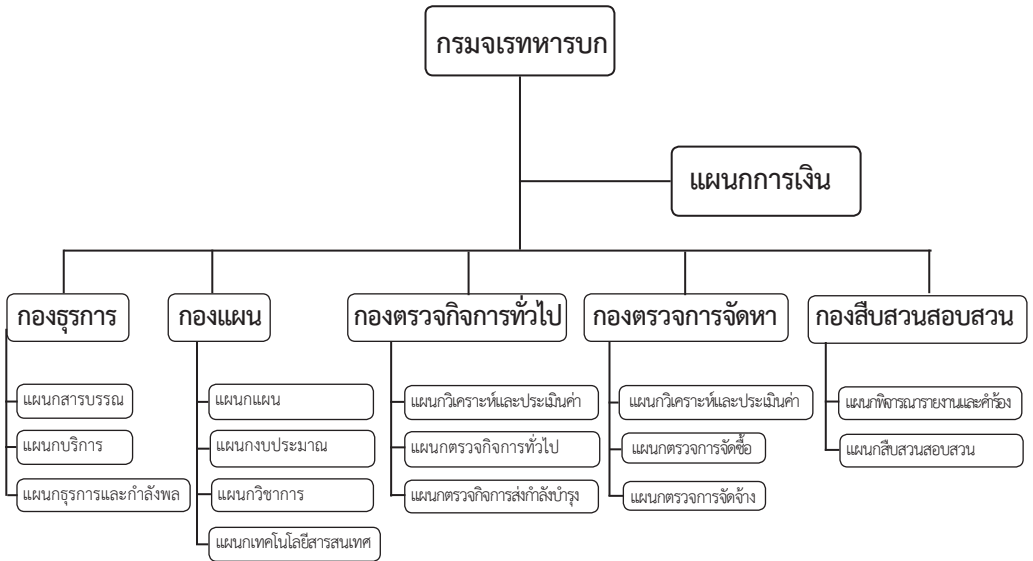 กรมจเรทหารบก
แผนกการเงิน
กองธุรการ
กองแผน
กองตรวจกิจการทั่วไป
กองตรวจการจัดหา
กองสืบสวนสอบสวน
แผนกสารบรรณ
แผนกแผน
แผนกวิเคราะห์และประเมินค่า
แผนกวิเคราะห์และประเมินค่า
แผนกพิจารณารายงานและคำร้อง
แผนกบริการ
แผนกงบประมาณ
แผนกตรวจกิจการทั่วไป
แผนกตรวจการจัดซื้อ
แผนกสืบสวนสอบสวน
แผนกธุรการและกำลังพล
แผนกวิชาการ
แผนกตรวจกิจการส่งกำลังบำรุง
แผนกตรวจการจัดจ้าง
แผนกเทคโนโลยีสารสนเทศ